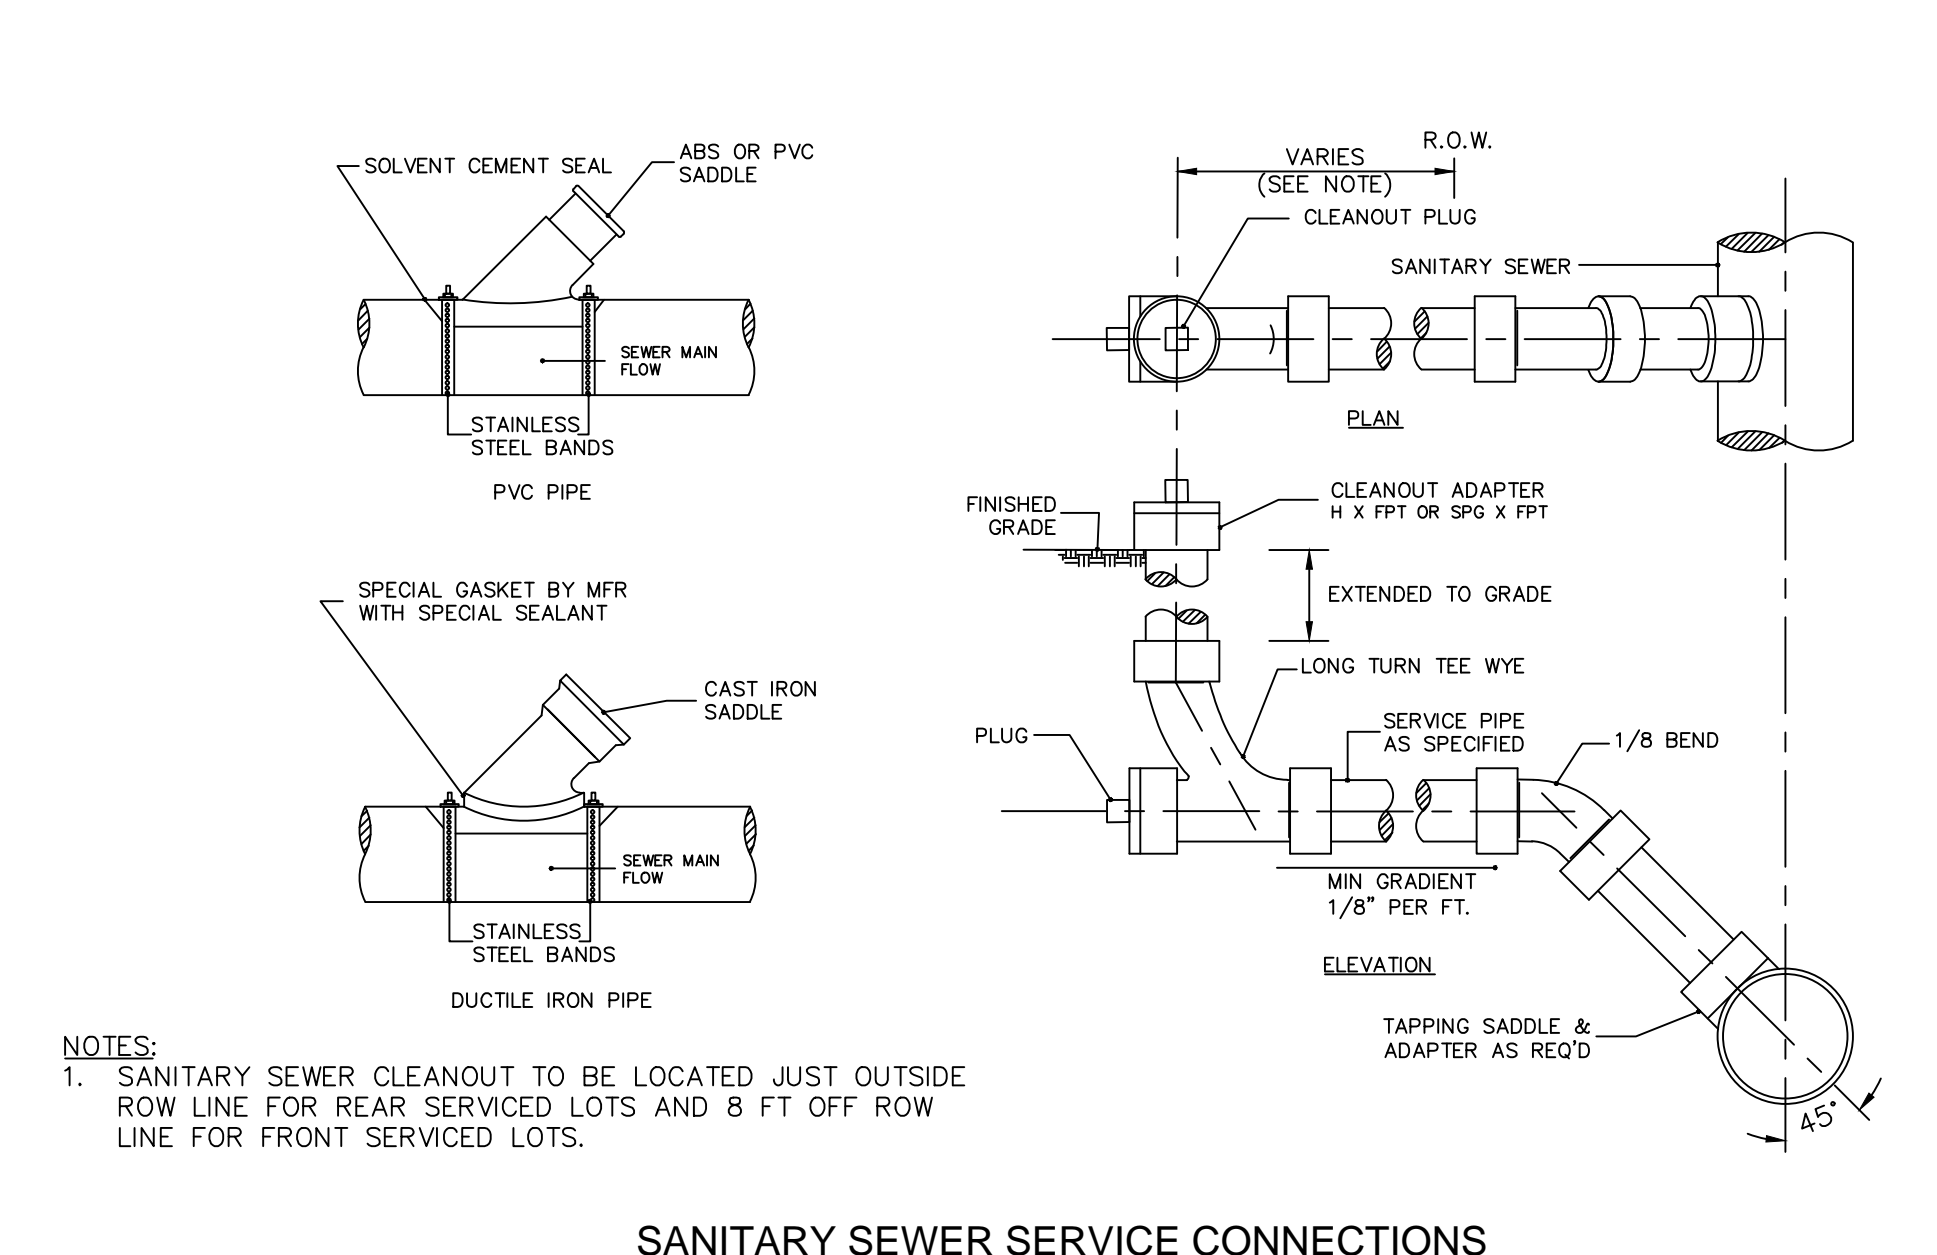 SOLVENT CEMENT SEAL
ABS OR PVC
SADDLE
SEWER MAIN
FLOW
STAINLESS
STEEL BANDS
PVC PIPE
SPECIAL GASKET BY MFR
WITH SPECIAL SEALANT
CAST IRON
SADDLE
SEWER MAIN
FLOW
STAINLESS
STEEL BANDS
DUCTILE IRON PIPE
R.O.W.
VARIES
(SEE NOTE)
CLEANOUT PLUG
SANITARY SEWER
PLAN
FINISHED
GRADE
CLEANOUT ADAPTER
H X FPT OR SPG X FPT
EXTENDED TO GRADE
LONG TURN TEE WYE
PLUG
SERVICE PIPE
AS SPECIFIED
1/8 BEND
MIN GRADIENT
1/8" PER FT.
ELEVATION
TAPPING SADDLE &
ADAPTER AS REQ'D
45°
NOTES:
1. SANITARY SEWER CLEANOUT TO BE LOCATED JUST OUTSIDE
ROW LINE FOR REAR SERVICED LOTS AND 8 FT OFF ROW
LINE FOR FRONT SERVICED LOTS.
SANITARY SEWER SERVICE CONNECTIONS